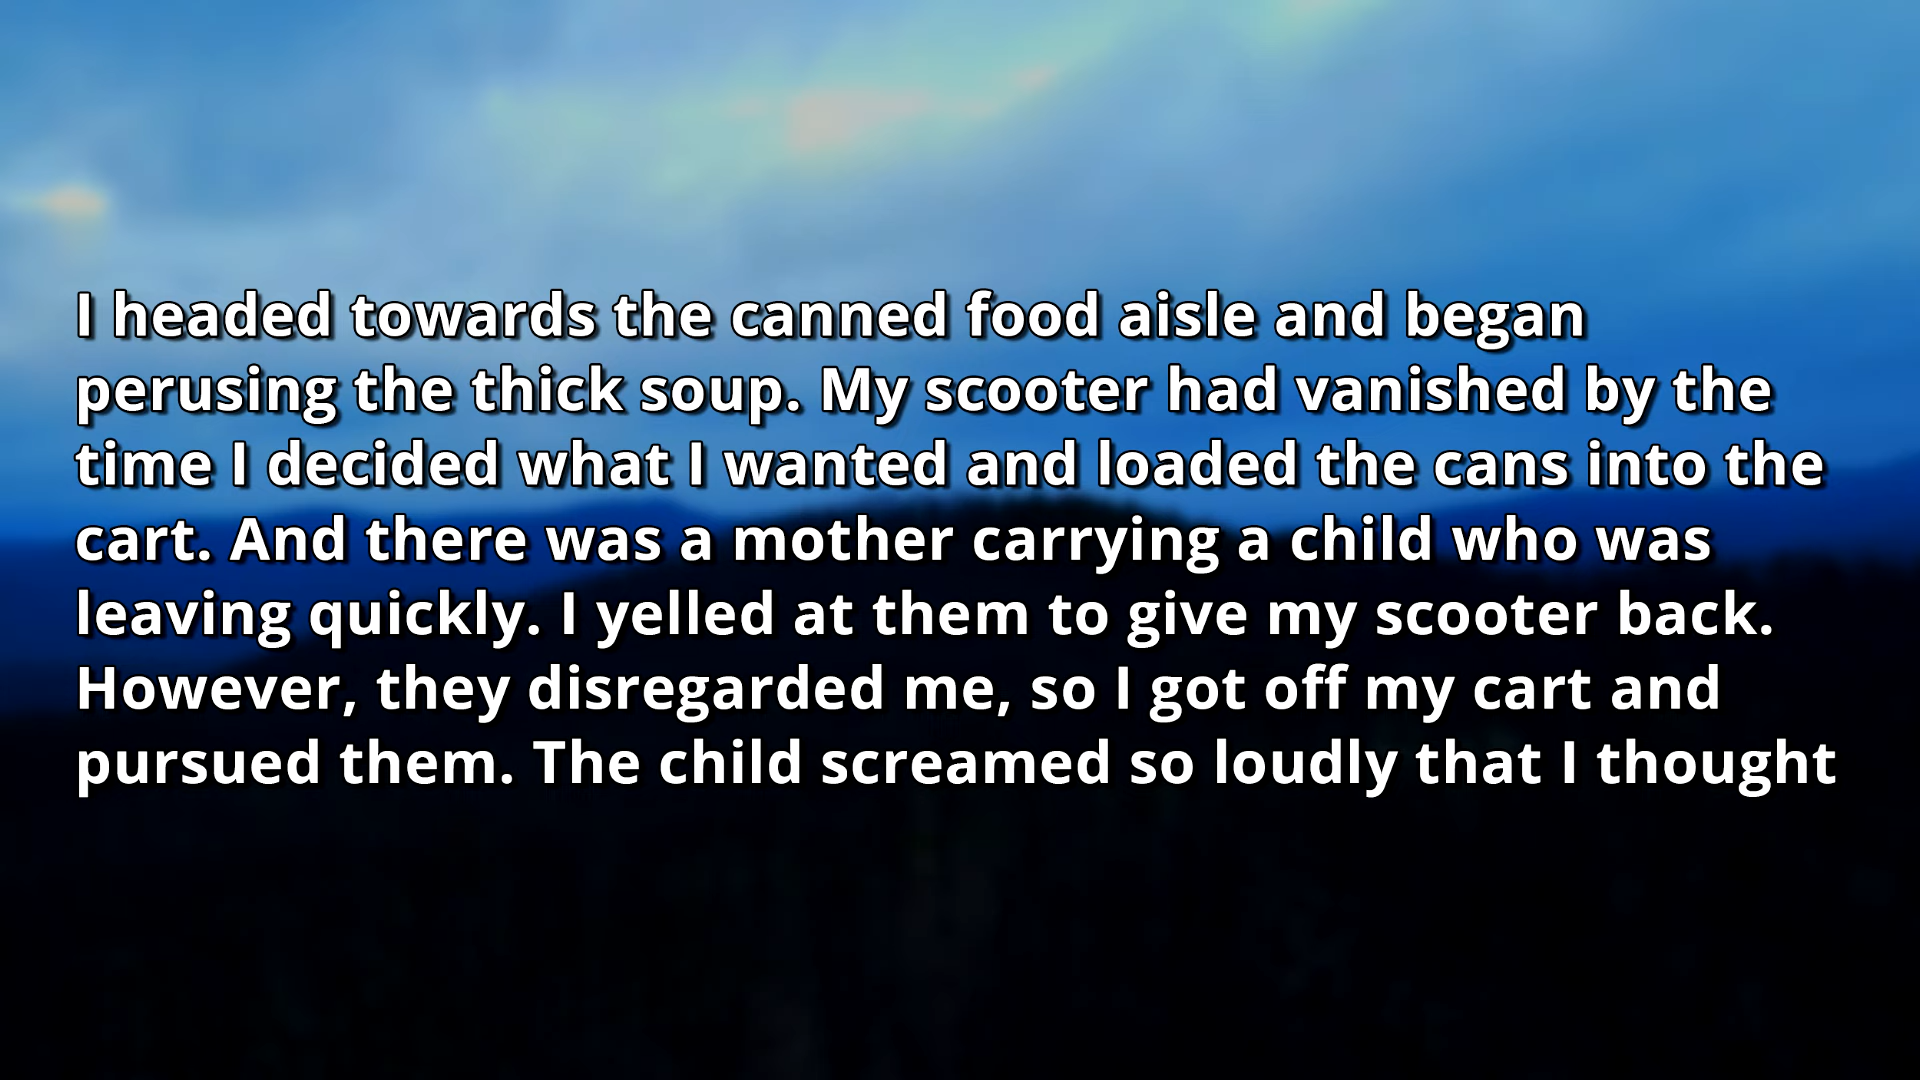 I headed towards the canned food aisle and began
perusing the thick soup. My scooter had vanished by the
time I decided what I wanted and loaded the cans into the
cart. And there was a mother carrying a child who was
leaving quickly. I yelled at them to give my scooter back.
However, they disregarded me, so I got off my cart and
pursued them. The child screamed so loudly that I thought